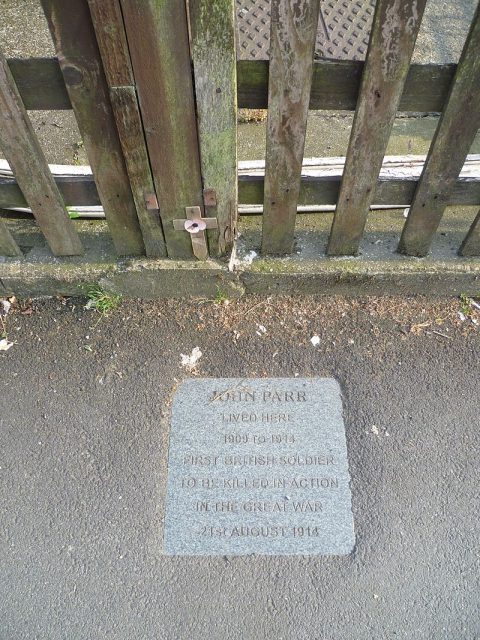 JOHN PARR
LIVED HERE
1909 TO 1914
FIRST BRITISH SOLDIER
TO BE KILLED IN ACTION
IN THE GREAT WAR
21ST AUGUST 1914